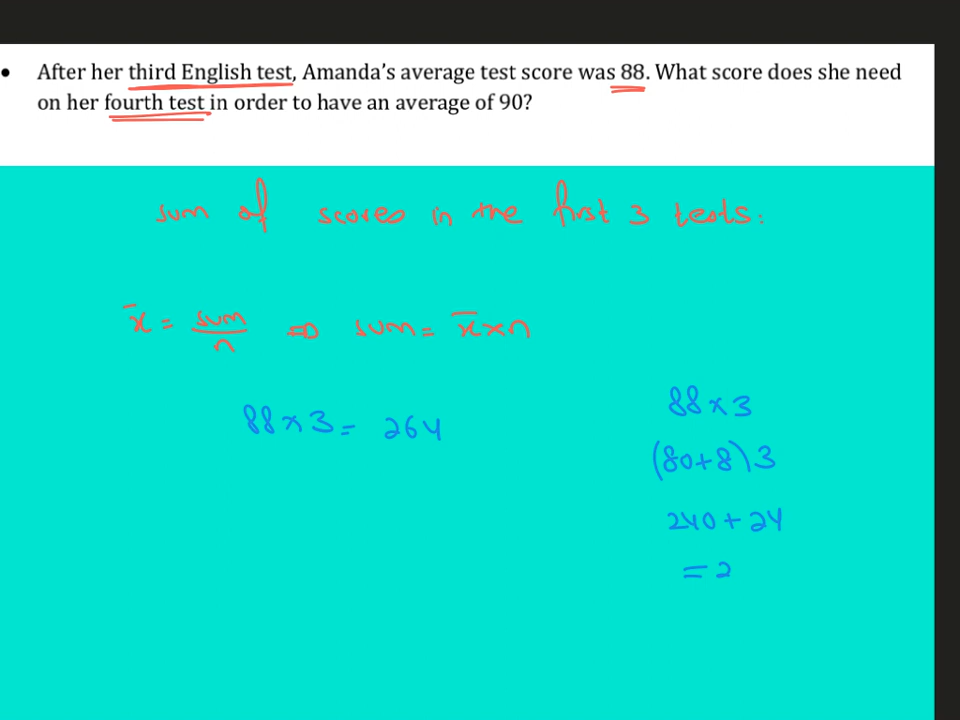 • After her third English test, Amanda's average test score was 88. What score does she need
on her fourth test in order to have an average of 90?
sum of scores in the first 3 tests:
x̄ = sum/n ⇒ sum = x̄ × n
88 × 3 = 264
88 × 3
(80+8)3
240 + 24
= 2